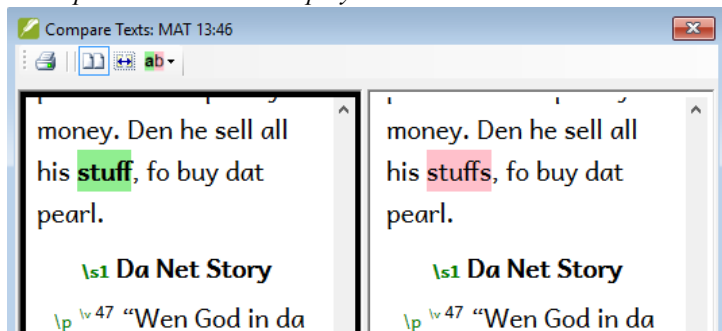 Compare Texts: MAT 13:46
ab
money. Den he sell all
his stuff, fo buy dat
pearl.
\s1 Da Net Story
\p \v 47 “Wen God in da
money. Den he sell all
his stuffs, fo buy dat
pearl.
\s1 Da Net Story
\p \v 47 “Wen God in da